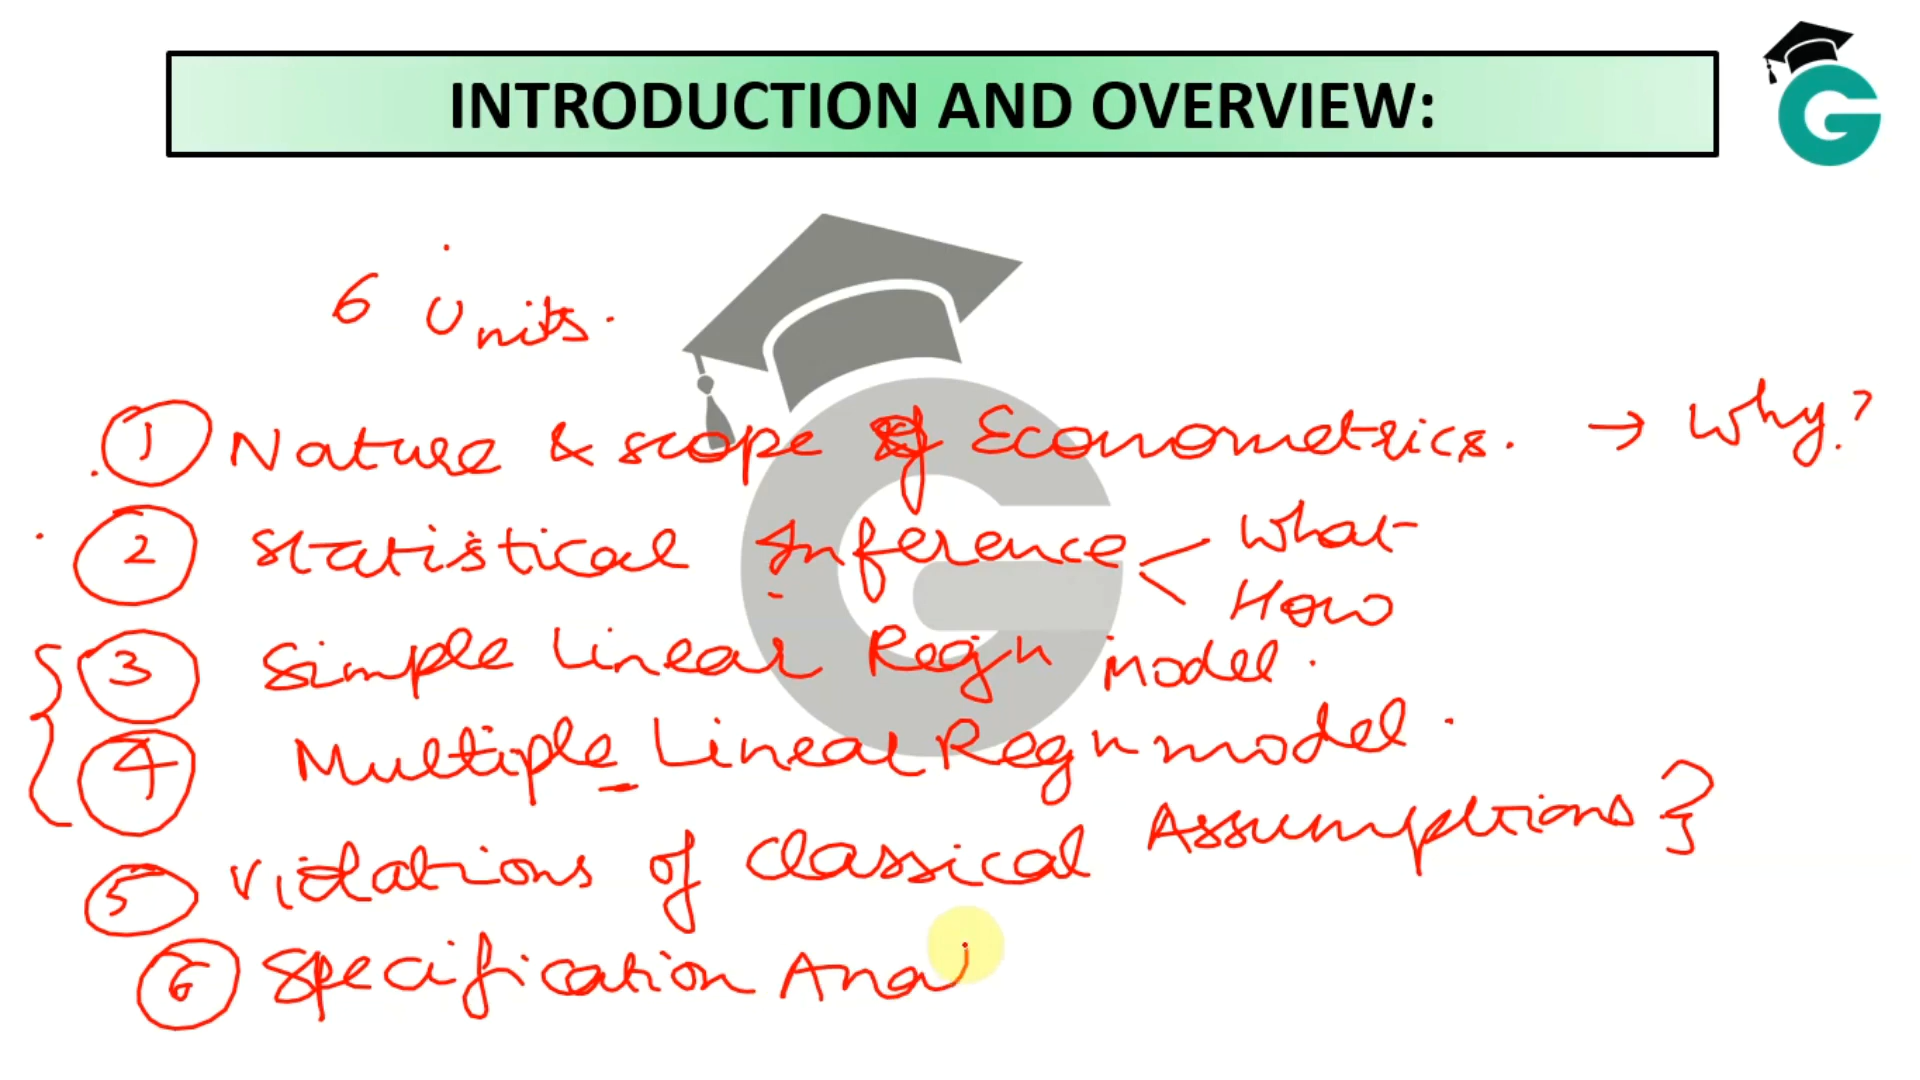 INTRODUCTION AND OVERVIEW:
6 Units.
1 Nature & scope of Econometrics. → Why?
2 Statistical Inference < What
How
3 Simple Linear Regn model.
4 Multiple Linear Regn model.
5 Violations of Classical Assumptions }
6 Specification Ana